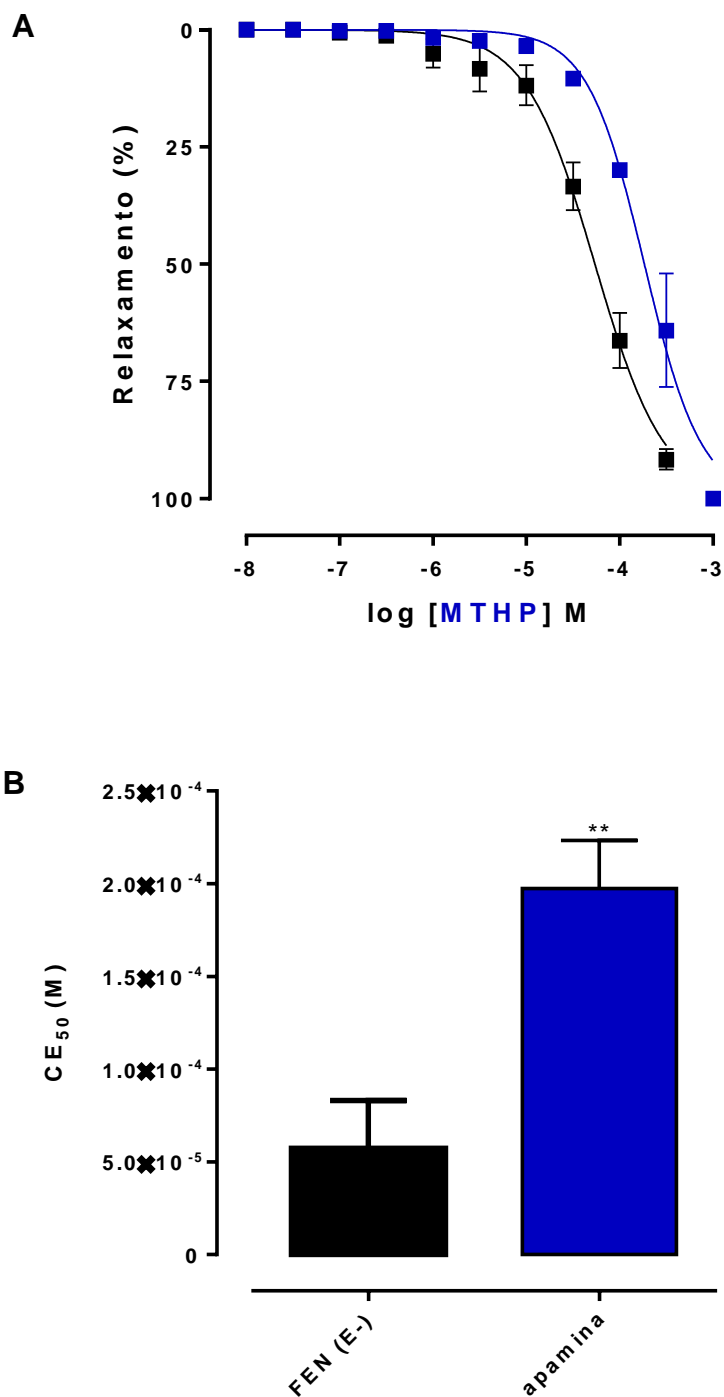 A
Relaxamento (%)
0
25
50
75
100
-8 -7 -6 -5 -4 -3
log [MTHP] M
B
CE50 (M)
2.5✖10 -4
2.0✖10 -4
1.5✖10 -4
1.0✖10 -4
5.0✖10 -5
0
**
FEN (E-)
apamina